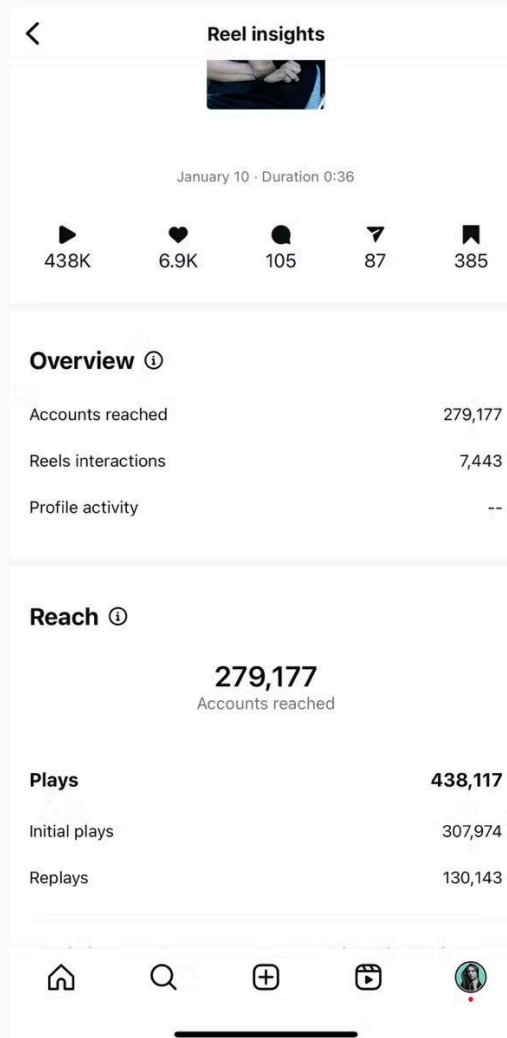 Reel insights
January 10 · Duration 0:36
438K 6.9K 105 87 385
Overview
Accounts reached 279,177
Reels interactions 7,443
Profile activity --
Reach
279,177
Accounts reached
Plays 438,117
Initial plays 307,974
Replays 130,143